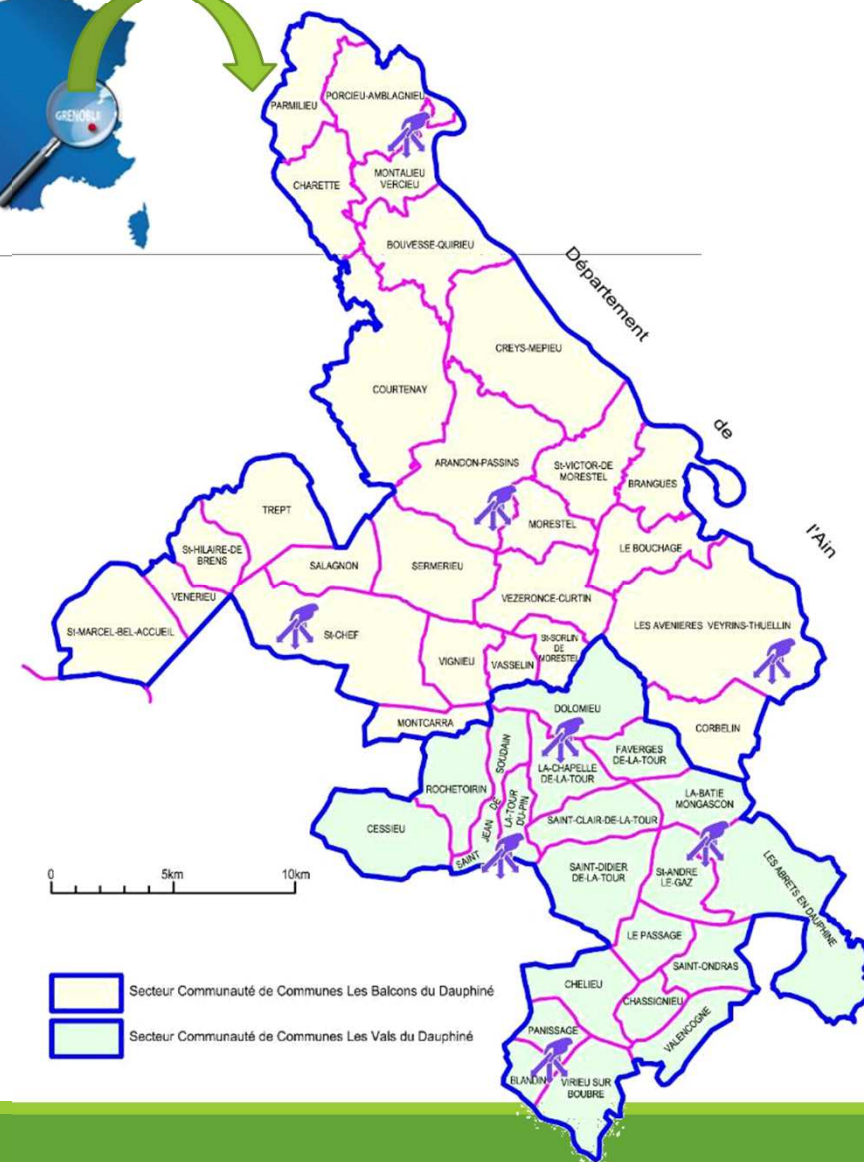 GRENOBLE
PARMILIEU
PORCIEU-AMBLAGNIEU
CHARETTE
MONTALIEU
VERCIEU
BOUVESSE-QUIRIEU
Département
de
l'Ain
CREYS-MEPIEU
COURTENAY
ARANDON-PASSINS
St-VICTOR-DE
MORESTEL
BRANGUES
TREPT
MORESTEL
St-HILAIRE-DE
BRENS
SALAGNON
SERMERIEU
LE BOUCHAGE
VENERIEU
VEZERONCE-CURTIN
St-MARCEL-BEL-ACCUEIL
St-CHEF
LES AVENIERES VEYRINS-THUELLIN
VIGNIEU
VASSELIN
St-SORLIN
DE
MORESTEL
MONTCARRA
DOLOMIEU
CORBELIN
SOUDAIN
FAVERGES
DE-LA-TOUR
LA-CHAPELLE
DE-LA-TOUR
ROCHETOIRIN
LA-BATIE
MONGASCON
LA-TOUR
DU-PIN
CESSIEU
SAINT JEAN DE
SAINT-CLAIR-DE-LA-TOUR
SAINT-DIDIER
DE-LA-TOUR
St-ANDRE
LE-GAZ
LES ABRETS EN DAUPHINE
0 5km 10km
LE PASSAGE
SAINT-ONDRAS
CHELIEU
CHASSIGNIEU
VALENCOGNE
PANISSAGE
BLANDIN
VIRIEU SUR
BOUBRE
Secteur Communauté de Communes Les Balcons du Dauphiné
Secteur Communauté de Communes Les Vals du Dauphiné